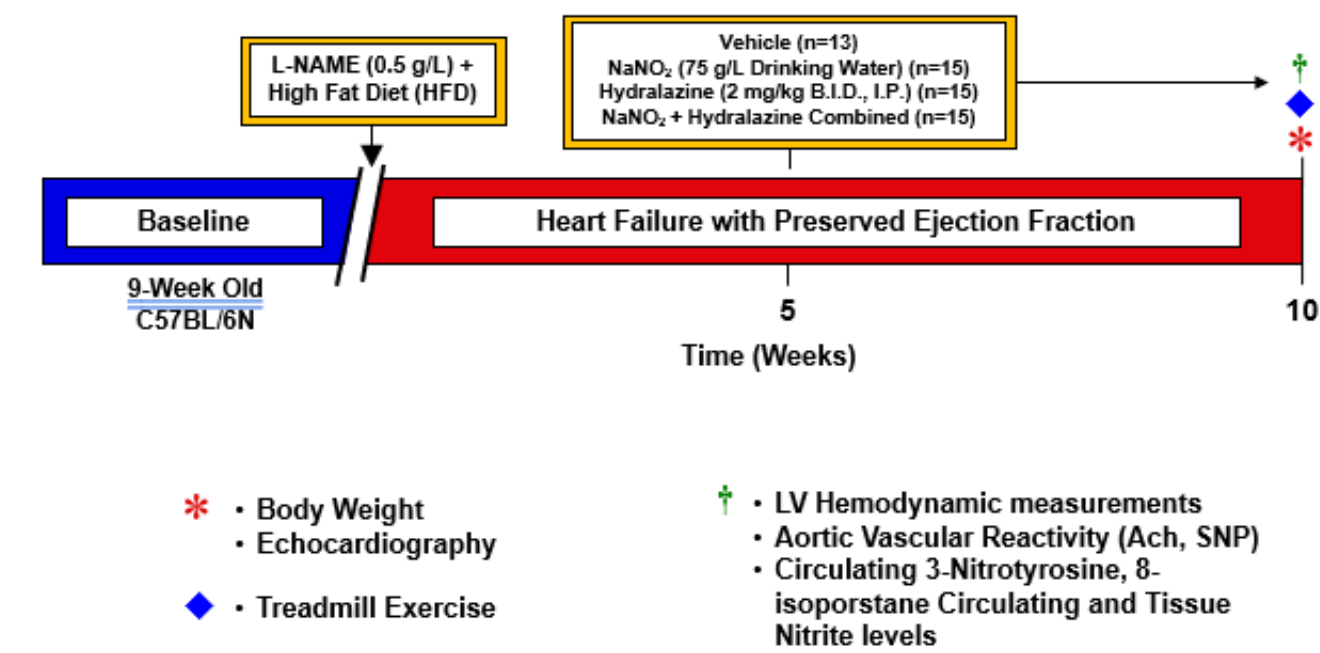 L-NAME (0.5 g/L) +
High Fat Diet (HFD)
Vehicle (n=13)
NaNO₂ (75 g/L Drinking Water) (n=15)
Hydralazine (2 mg/kg B.I.D., I.P.) (n=15)
NaNO₂ + Hydralazine Combined (n=15)
†
*
Baseline
Heart Failure with Preserved Ejection Fraction
9-Week Old
C57BL/6N
5
10
Time (Weeks)
* • Body Weight
• Echocardiography
◆ • Treadmill Exercise
† • LV Hemodynamic measurements
• Aortic Vascular Reactivity (Ach, SNP)
• Circulating 3-Nitrotyrosine, 8-
isoporstane Circulating and Tissue
Nitrite levels